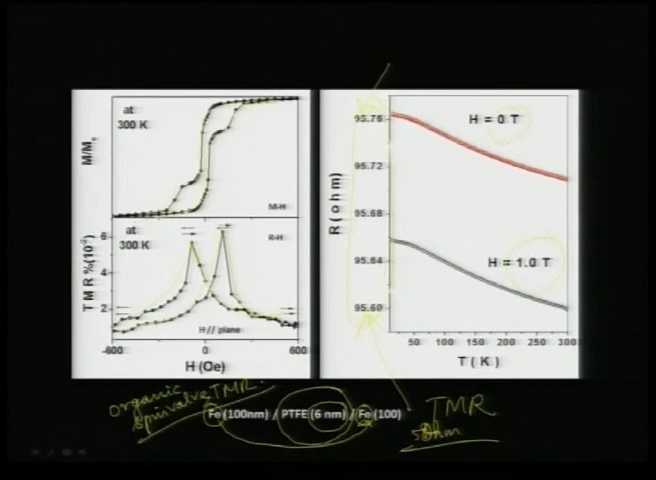 at
300 K
M/Ms
M-H
at
300 K
R-H
TMR%(10⁻²)
6
4
2
H// plane
-600
0
600
H (Oe)
R(ohm)
95.76
95.72
95.68
95.64
95.60
H = 0 T
H = 1.0 T
50
100
150
200
250
300
T(K)
organic
spinvalve TMR.
Fe(100nm) / PTFE(6 nm) / Fe(100)
TMR